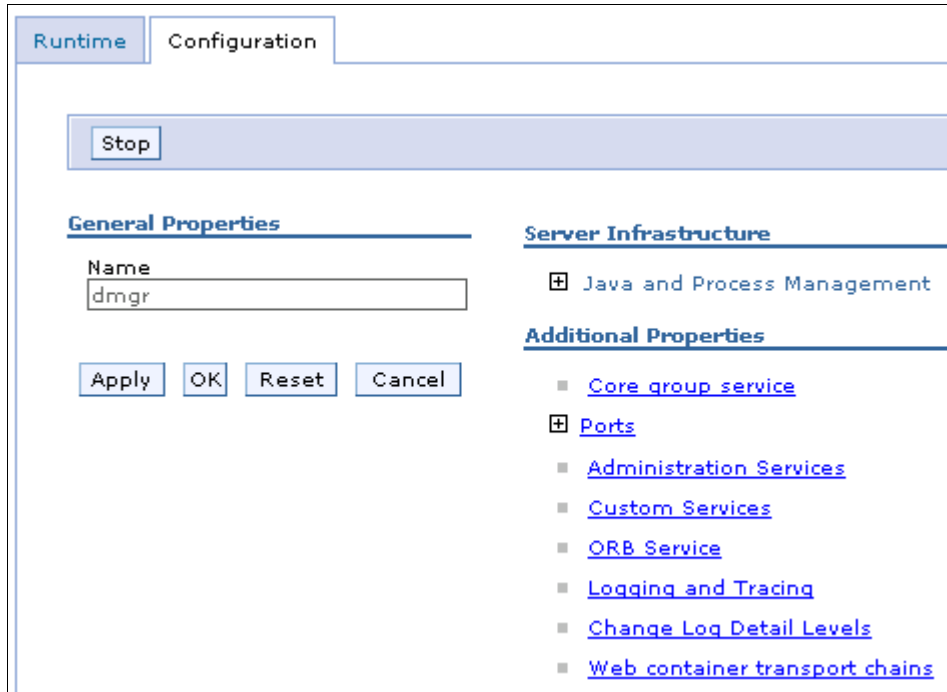 Runtime
Configuration
Stop
General Properties
Name
dmgr
Apply
OK
Reset
Cancel
Server Infrastructure
Java and Process Management
Additional Properties
Core group service
Ports
Administration Services
Custom Services
ORB Service
Logging and Tracing
Change Log Detail Levels
Web container transport chains